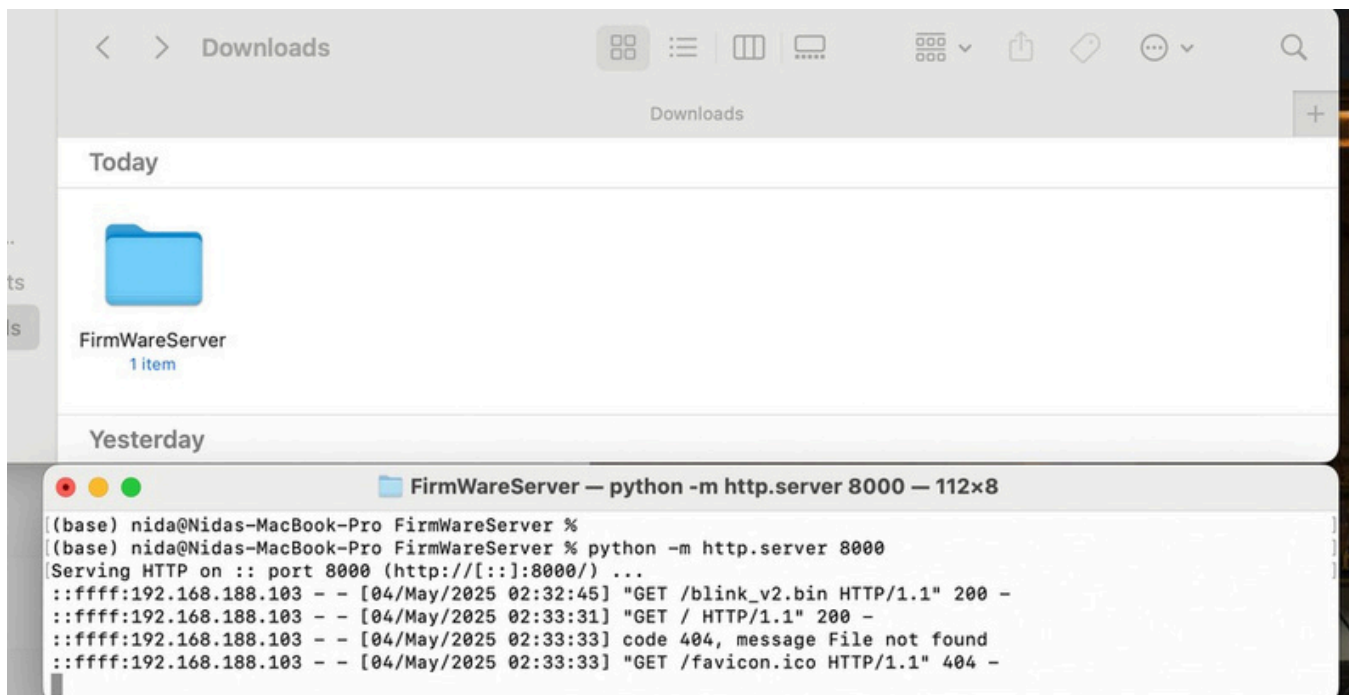 Downloads
Downloads
Today
ts
ls
FirmWareServer
1 item
Yesterday
FirmWareServer — python -m http.server 8000 — 112×8
(base) nida@Nidas-MacBook-Pro FirmWareServer %
(base) nida@Nidas-MacBook-Pro FirmWareServer % python -m http.server 8000
Serving HTTP on :: port 8000 (http://[::]:8000/) ...
::ffff:192.168.188.103 - - [04/May/2025 02:32:45] "GET /blink_v2.bin HTTP/1.1" 200 -
::ffff:192.168.188.103 - - [04/May/2025 02:33:31] "GET / HTTP/1.1" 200 -
::ffff:192.168.188.103 - - [04/May/2025 02:33:33] code 404, message File not found
::ffff:192.168.188.103 - - [04/May/2025 02:33:33] "GET /favicon.ico HTTP/1.1" 404 -